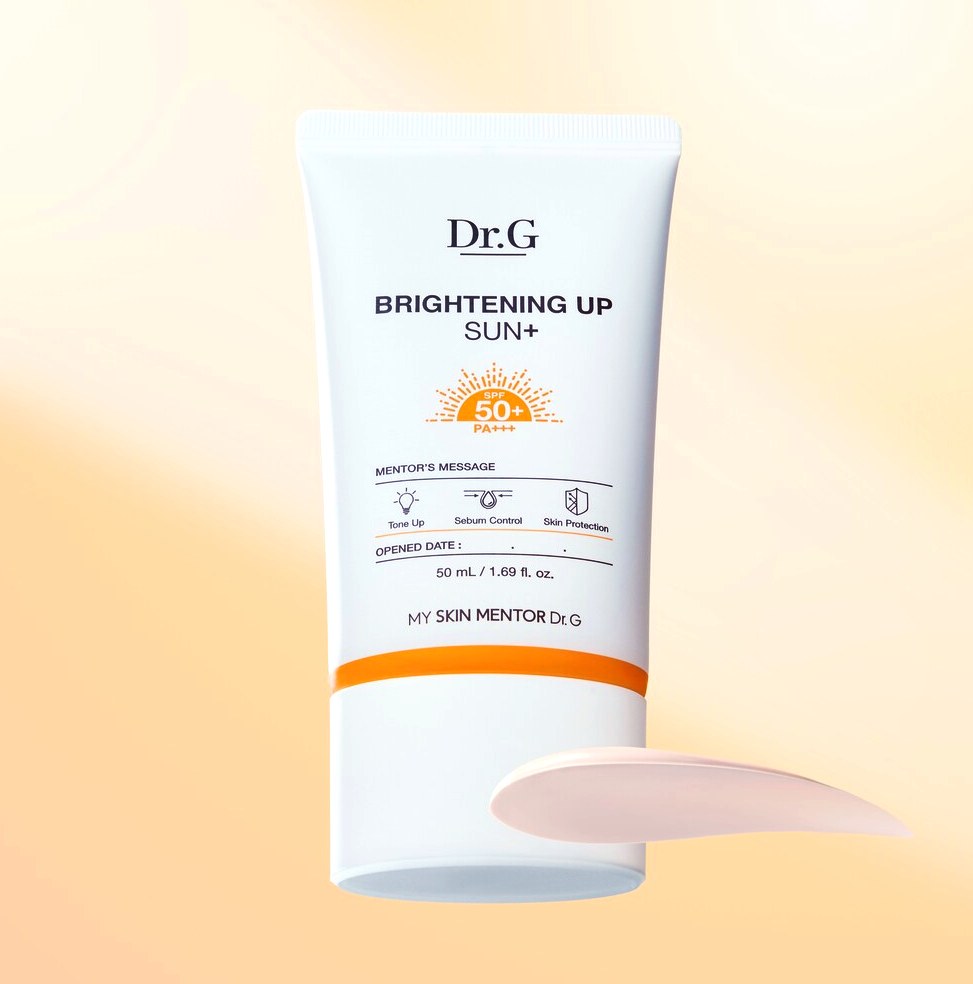 Dr.G
BRIGHTENING UP
SUN+
SPF
50+
PA+++
MENTOR'S MESSAGE
Tone Up Sebum Control Skin Protection
OPENED DATE : . .
50 mL / 1.69 fl. oz.
MY SKIN MENTOR Dr.G